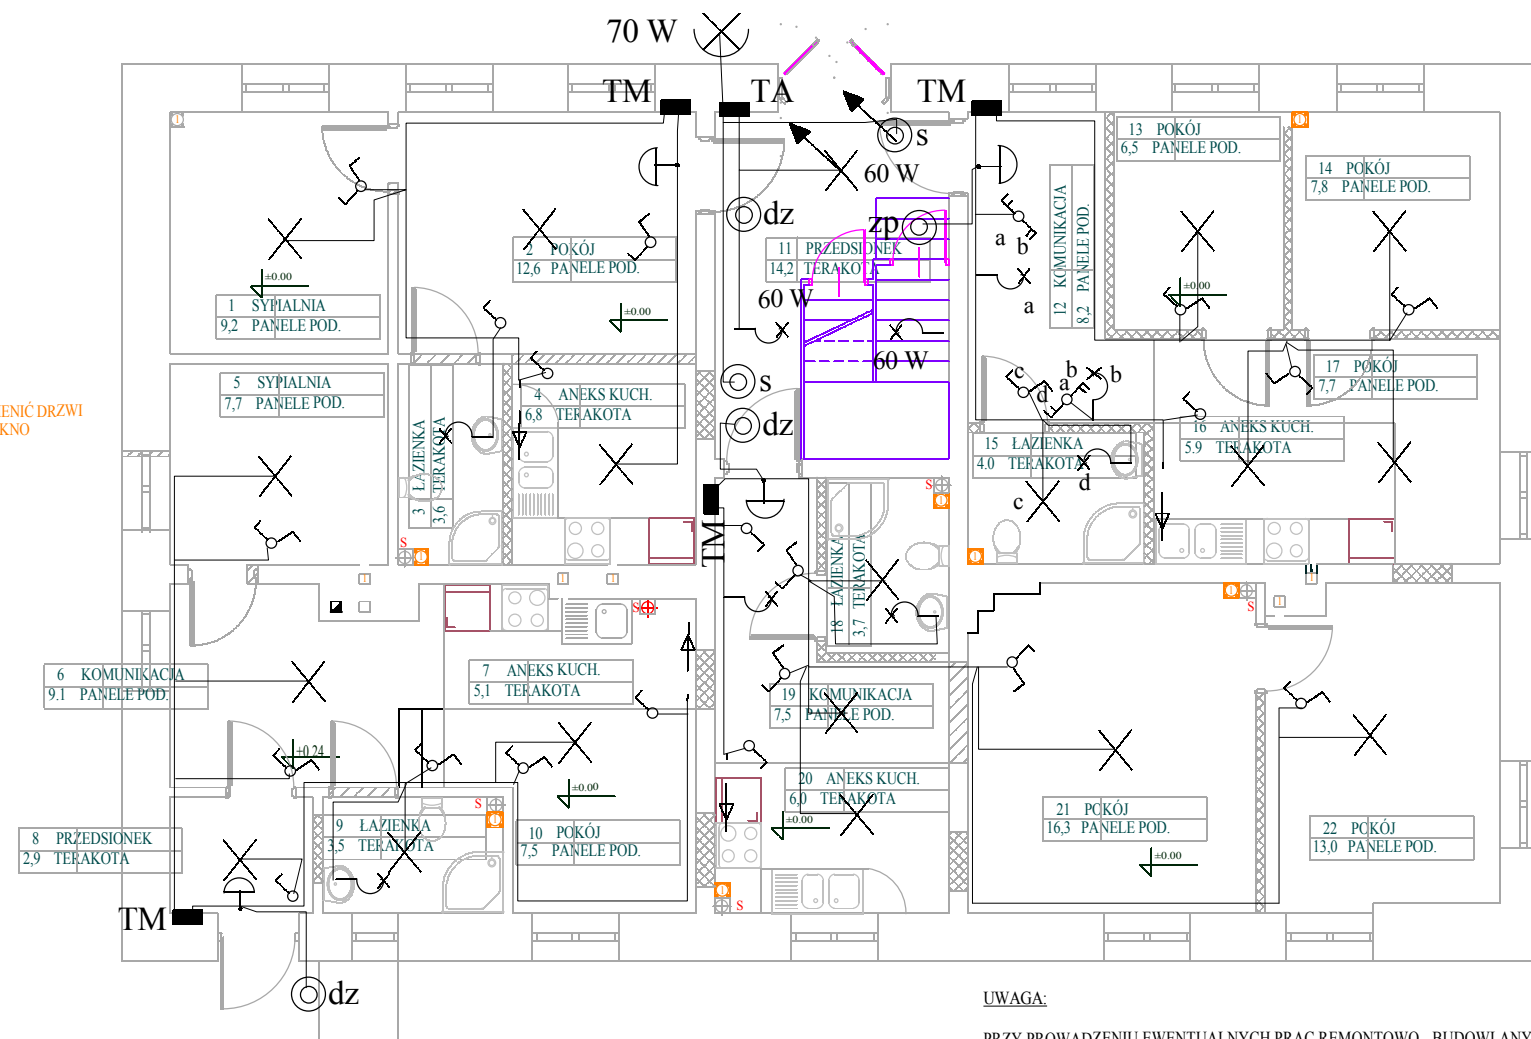 70 W
TM
TA
TM
s
60 W
13 POKÓJ
6,5 PANELE POD.
14 POKÓJ
7,8 PANELE POD.
dz
zp
2 POKÓJ
12,6 PANELE POD.
11 PRZEDSIONEK
14,2 TERAKOTA
12 KOMUNIKACJA
8,2 PANELE POD.
a b
a
±0.00
±0.00
±0.00
1 SYPIALNIA
9,2 PANELE POD.
60 W
60 W
17 POKÓJ
7,7 PANELE POD.
5 SYPIALNIA
7,7 PANELE POD.
4 ANEKS KUCH.
6,8 TERAKOTA
s
dz
c
d
a
b
b
ENIĆ DRZWI
KNO
3 ŁAZIENKA
3,6 TERAKOTA
15 ŁAZIENKA
4.0 TERAKOTA
16 ANEKS KUCH.
5.9 TERAKOTA
d
c
TM
S
S
18 ŁAZIENKA
3,7 TERAKOTA
S
S
6 KOMUNIKACJA
9.1 PANELE POD.
7 ANEKS KUCH.
5,1 TERAKOTA
19 KOMUNIKACJA
7,5 PANELE POD.
+0.24
±0.00
20 ANEKS KUCH.
6,0 TERAKOTA
±0.00
S
8 PRZEDSIONEK
2,9 TERAKOTA
9 ŁAZIENKA
3,5 TERAKOTA
10 POKÓJ
7,5 PANELE POD.
21 POKÓJ
16,3 PANELE POD.
22 POKÓJ
13,0 PANELE POD.
±0.00
TM
S
dz
UWAGA:
PRZY PROWADZENIU EWENTUALNYCH PRAC REMONTOWO - BUDOWLANY